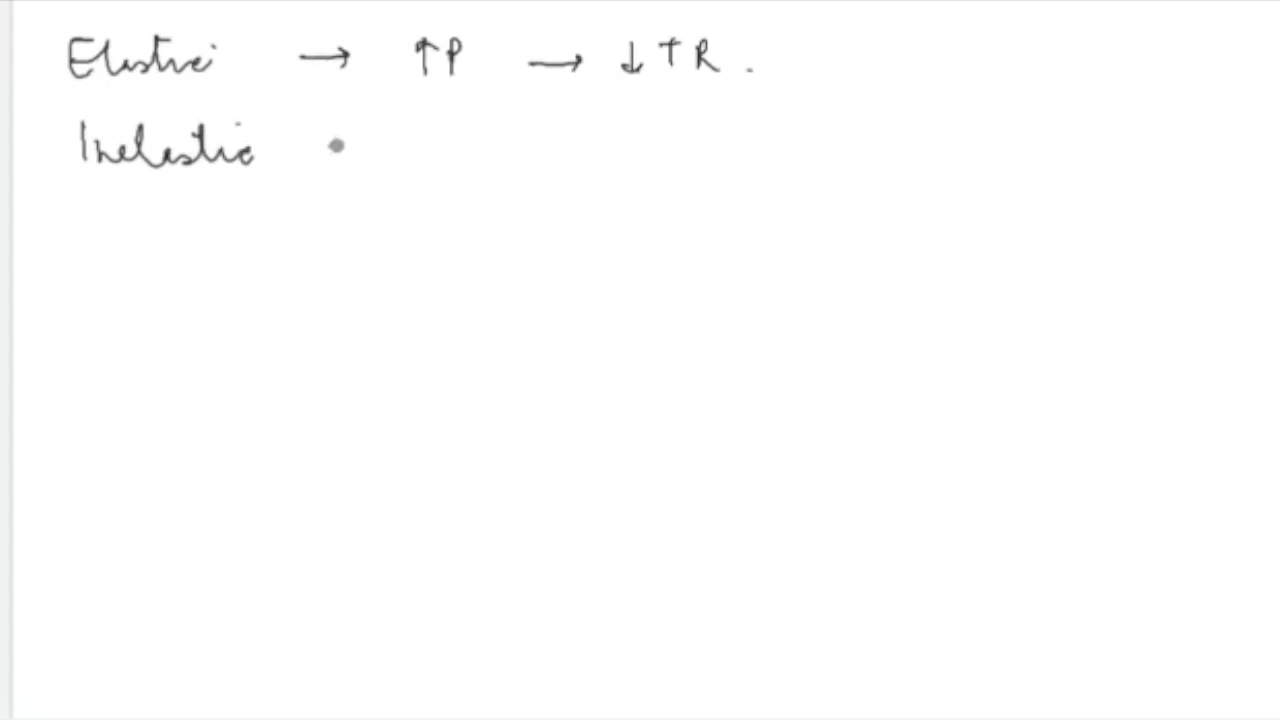 Elastic → ↑P → ↓TR.
Inelastic